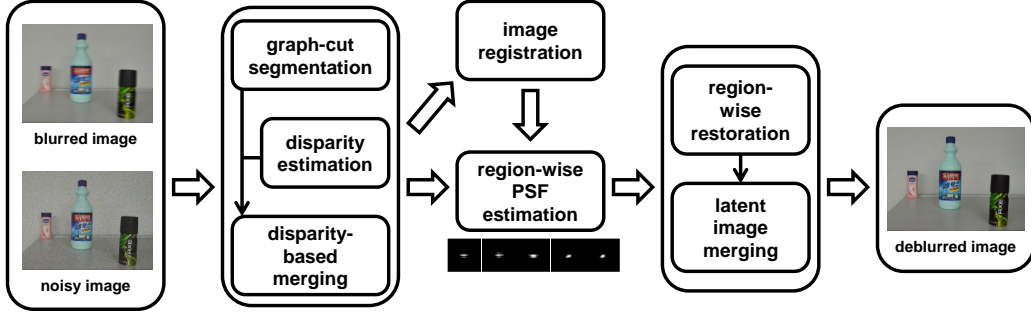 blurred image
noisy image
graph-cut
segmentation
disparity
estimation
disparity-
based
merging
image
registration
region-wise
PSF
estimation
region-
wise
restoration
latent
image
merging
deblurred image